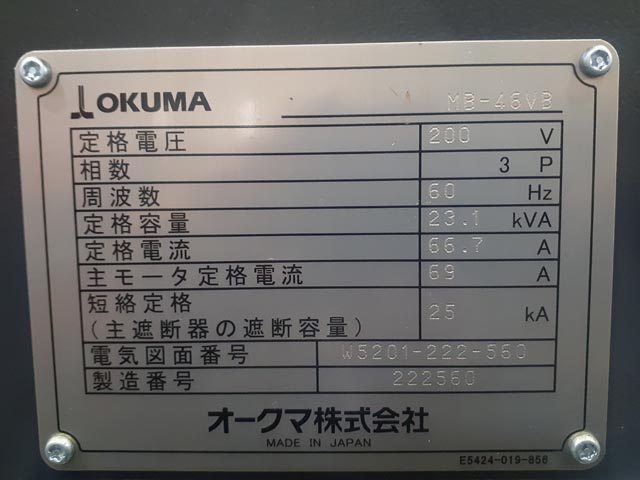 OKUMA MB-46VB
定格電圧 200 V
相数 3 P
周波数 60 Hz
定格容量 23.1 kVA
定格電流 66.7 A
主モータ定格電流 69 A
短絡定格 25 kA
(主遮断器の遮断容量)
電気図面番号 W5201-222-560
製造番号 222560
オークマ株式会社
MADE IN JAPAN
E5424-019-856